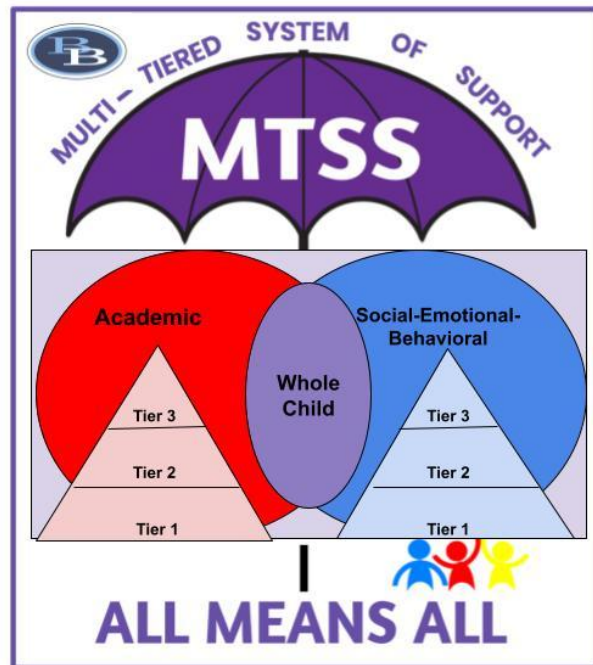 BB
MULTI-TIERED SYSTEM OF SUPPORT
MTSS
Academic
Social-Emotional-
Behavioral
Whole
Child
Tier 3
Tier 2
Tier 1
Tier 3
Tier 2
Tier 1
ALL MEANS ALL